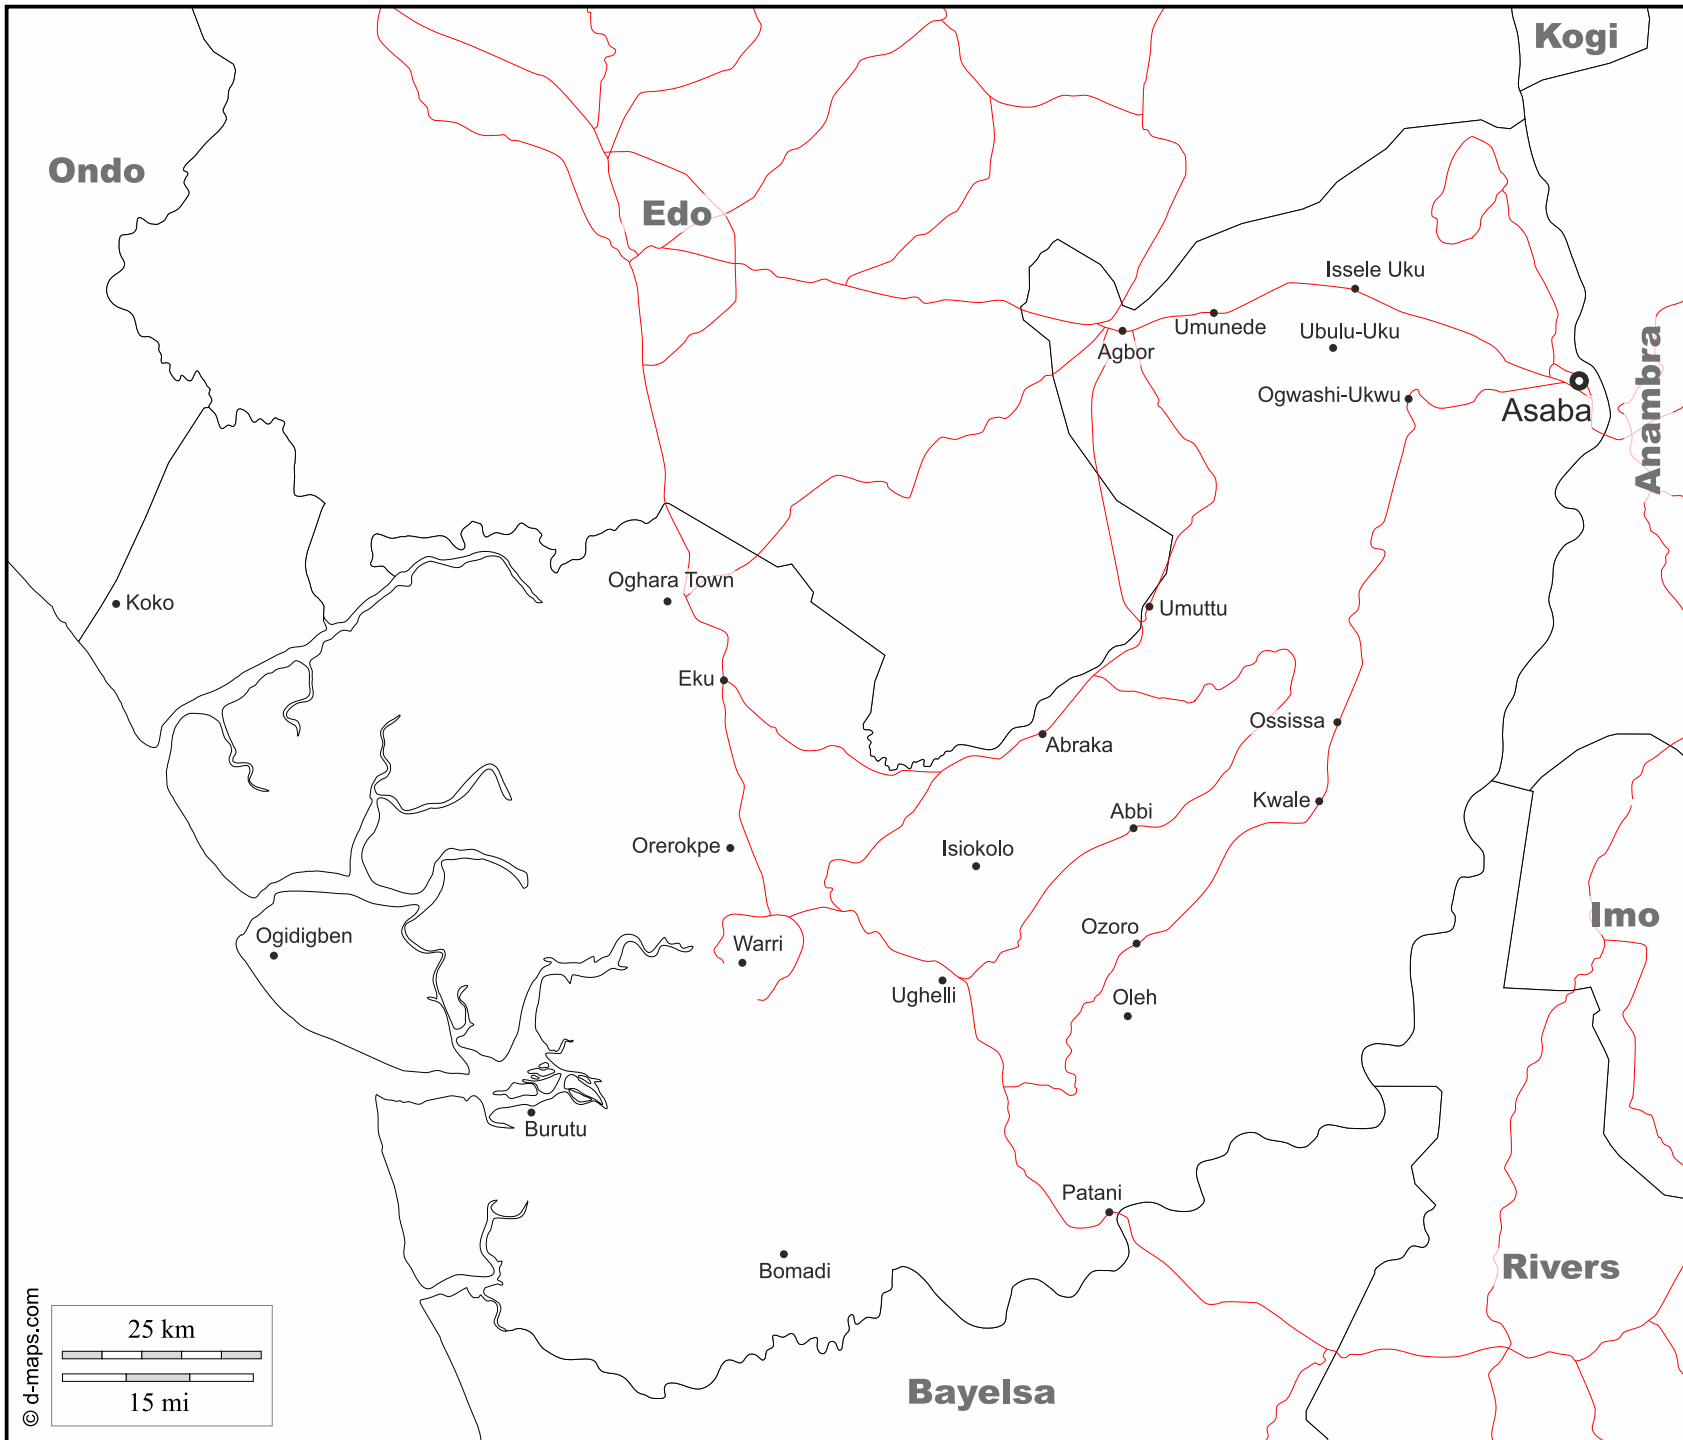 Kogi
Ondo
Edo
Issele Uku
Umunede
Ubulu-Uku
Agbor
Anambra
Ogwashi-Ukwu
Asaba
Oghara Town
Koko
Umuttu
Eku
Ossissa
Abraka
Kwale
Abbi
Orerokpe
Isiokolo
Imo
Ozoro
Ogidigben
Warri
Ughelli
Oleh
Burutu
Patani
Bomadi
Rivers
25 km
15 mi
© d-maps.com
Bayelsa